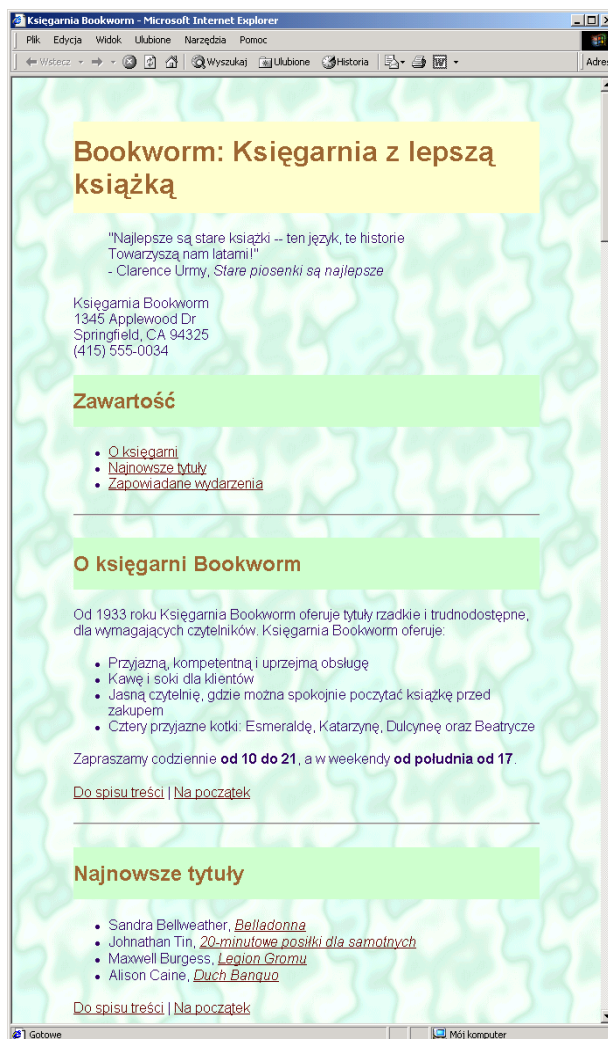 Księgarnia Bookworm - Microsoft Internet Explorer
Plik Edycja Widok Ulubione Narzędzia Pomoc
Wstecz Wyszukaj Ulubione Historia Adres
Bookworm: Księgarnia z lepszą
książką
"Najlepsze są stare książki -- ten język, te historie
Towarzyszą nam latami!"
- Clarence Urmy, Stare piosenki są najlepsze
Księgarnia Bookworm
1345 Applewood Dr
Springfield, CA 94325
(415) 555-0034
Zawartość
O księgarni
Najnowsze tytuły
Zapowiadane wydarzenia
O księgarni Bookworm
Od 1933 roku Księgarnia Bookworm oferuje tytuły rzadkie i trudnodostępne,
dla wymagających czytelników. Księgarnia Bookworm oferuje:
Przyjazną, kompetentną i uprzejmą obsługę
Kawę i soki dla klientów
Jasną czytelnię, gdzie można spokojnie poczytać książkę przed
zakupem
Cztery przyjazne kotki: Esmeraldę, Katarzynę, Dulcyneę oraz Beatrycze
Zapraszamy codziennie od 10 do 21, a w weekendy od południa od 17.
Do spisu treści | Na początek
Najnowsze tytuły
Sandra Bellweather, Belladonna
Johnathan Tin, 20-minutowe posiłki dla samotnych
Maxwell Burgess, Legion Gromu
Alison Caine, Duch Banquo
Do spisu treści | Na początek
Gotowe Mój komputer